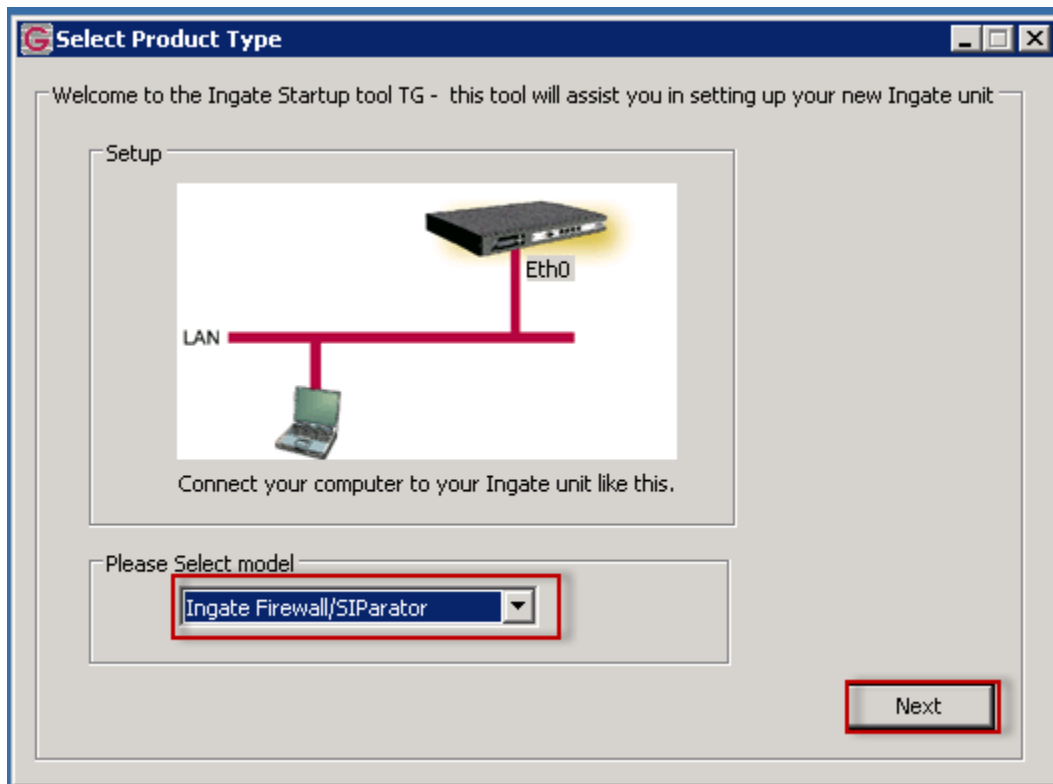 Select Product Type
Welcome to the Ingate Startup tool TG - this tool will assist you in setting up your new Ingate unit
Setup
Eth0
LAN
Connect your computer to your Ingate unit like this.
Please Select model
Ingate Firewall/SIParator
Next